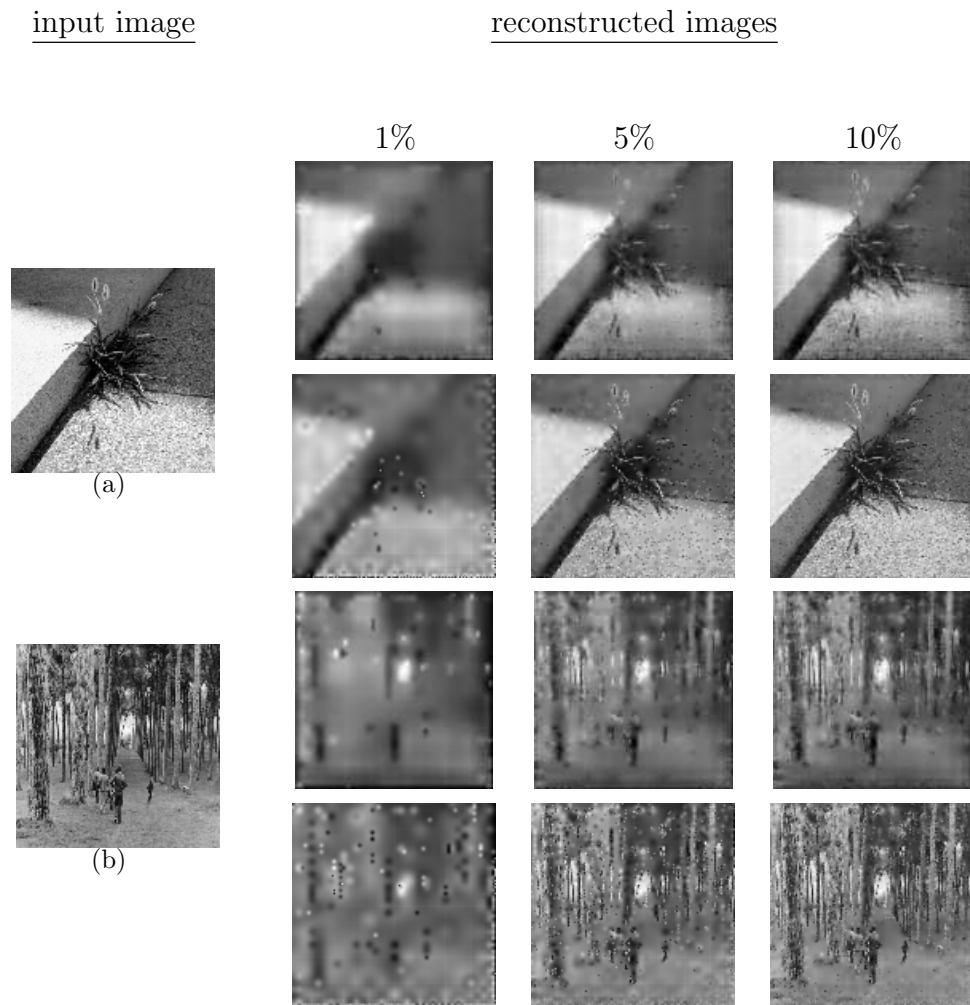 input image
reconstructed images
1% 5% 10%
(a)
(b)